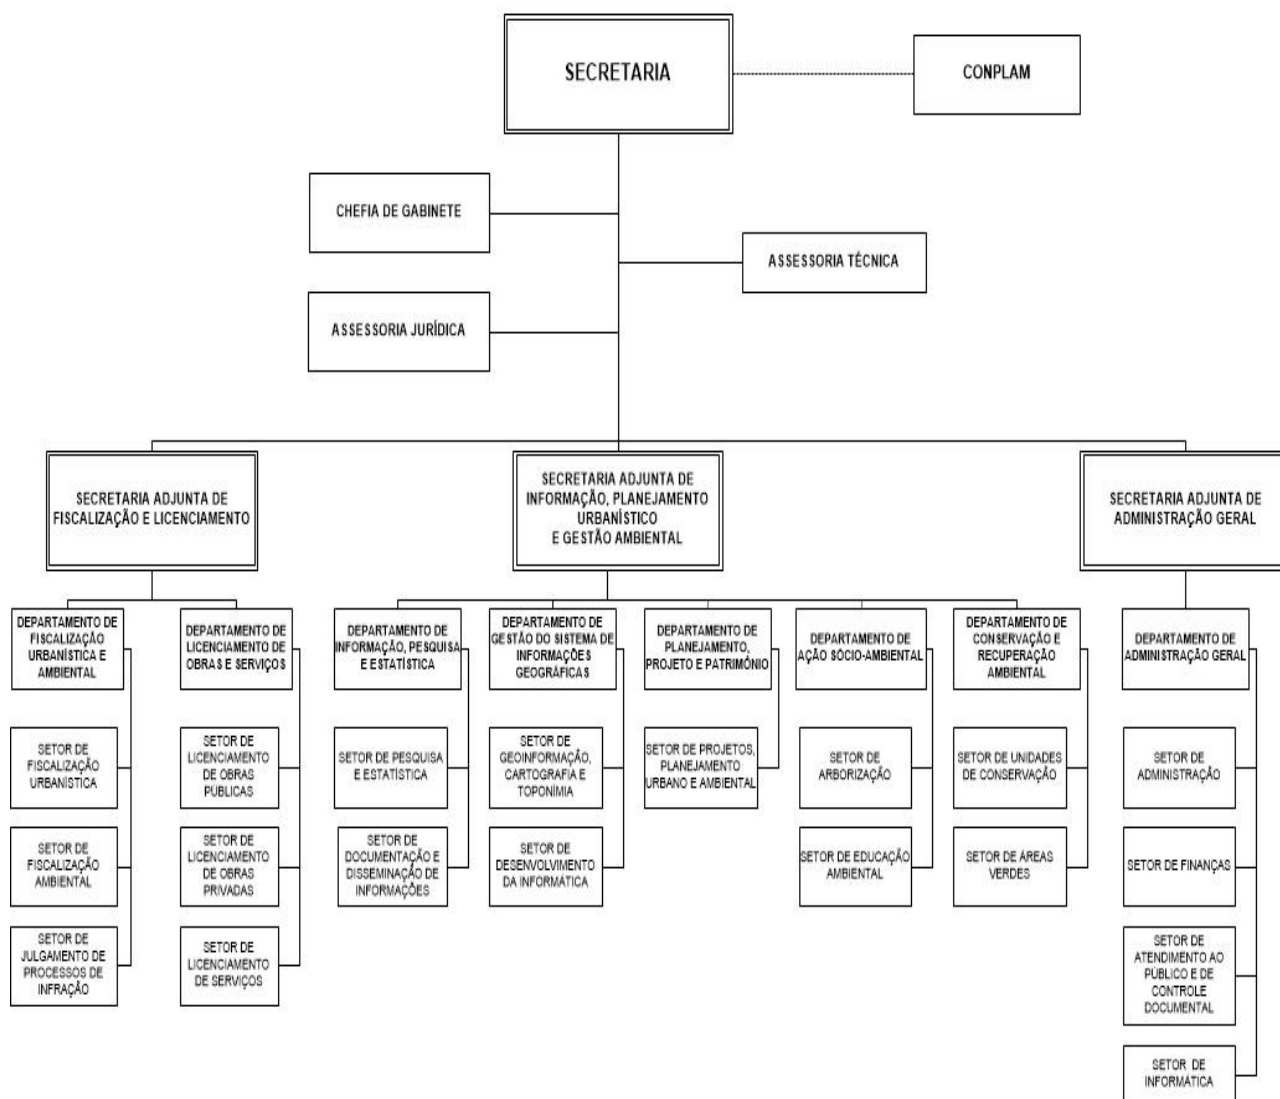 SECRETARIA
CONPLAM
CHEFIA DE GABINETE
ASSESSORIA TÉCNICA
ASSESSORIA JURÍDICA
SECRETARIA ADJUNTA DE
FISCALIZAÇÃO E LICENCIAMENTO
SECRETARIA ADJUNTA DE
INFORMAÇÃO, PLANEJAMENTO
URBANÍSTICO
E GESTÃO AMBIENTAL
SECRETARIA ADJUNTA DE
ADMINISTRAÇÃO GERAL
DEPARTAMENTO DE
FISCALIZAÇÃO
URBANÍSTICA E
AMBIENTAL
DEPARTAMENTO DE
LICENCIAMENTO DE
OBRAS E SERVIÇOS
DEPARTAMENTO DE
INFORMAÇÃO, PESQUISA
E ESTATÍSTICA
DEPARTAMENTO DE
GESTÃO DO SISTEMA DE
INFORMAÇÕES
GEOGRÁFICAS
DEPARTAMENTO DE
PLANEJAMENTO,
PROJETO E PATRIMÔNIO
DEPARTAMENTO DE
AÇÃO SÓCIO-AMBIENTAL
DEPARTAMENTO DE
CONSERVAÇÃO E
RECUPERAÇÃO
AMBIENTAL
DEPARTAMENTO DE
ADMINISTRAÇÃO GERAL
SETOR DE
FISCALIZAÇÃO
URBANÍSTICA
SETOR DE
LICENCIAMENTO
DE OBRAS
PÚBLICAS
SETOR DE PESQUISA
E ESTATÍSTICA
SETOR DE
GEOINFORMAÇÃO,
CARTOGRAFIA E
TOPONÍMIA
SETOR DE PROJETOS,
PLANEJAMENTO
URBANO E AMBIENTAL
SETOR DE
ARBORIZAÇÃO
SETOR DE UNIDADES
DE CONSERVAÇÃO
SETOR DE
ADMINISTRAÇÃO
SETOR DE
FISCALIZAÇÃO
AMBIENTAL
SETOR DE
LICENCIAMENTO
DE OBRAS
PRIVADAS
SETOR DE
DOCUMENTAÇÃO E
DISSEMINAÇÃO DE
INFORMAÇÕES
SETOR DE
DESENVOLVIMENTO
DA INFORMÁTICA
SETOR DE EDUCAÇÃO
AMBIENTAL
SETOR DE ÁREAS
VERDES
SETOR DE FINANÇAS
SETOR DE
JULGAMENTO DE
PROCESSOS DE
INFRAÇÃO
SETOR DE
LICENCIAMENTO
DE SERVIÇOS
SETOR DE
ATENDIMENTO AO
PÚBLICO E DE
CONTROLE
DOCUMENTAL
SETOR DE
INFORMÁTICA